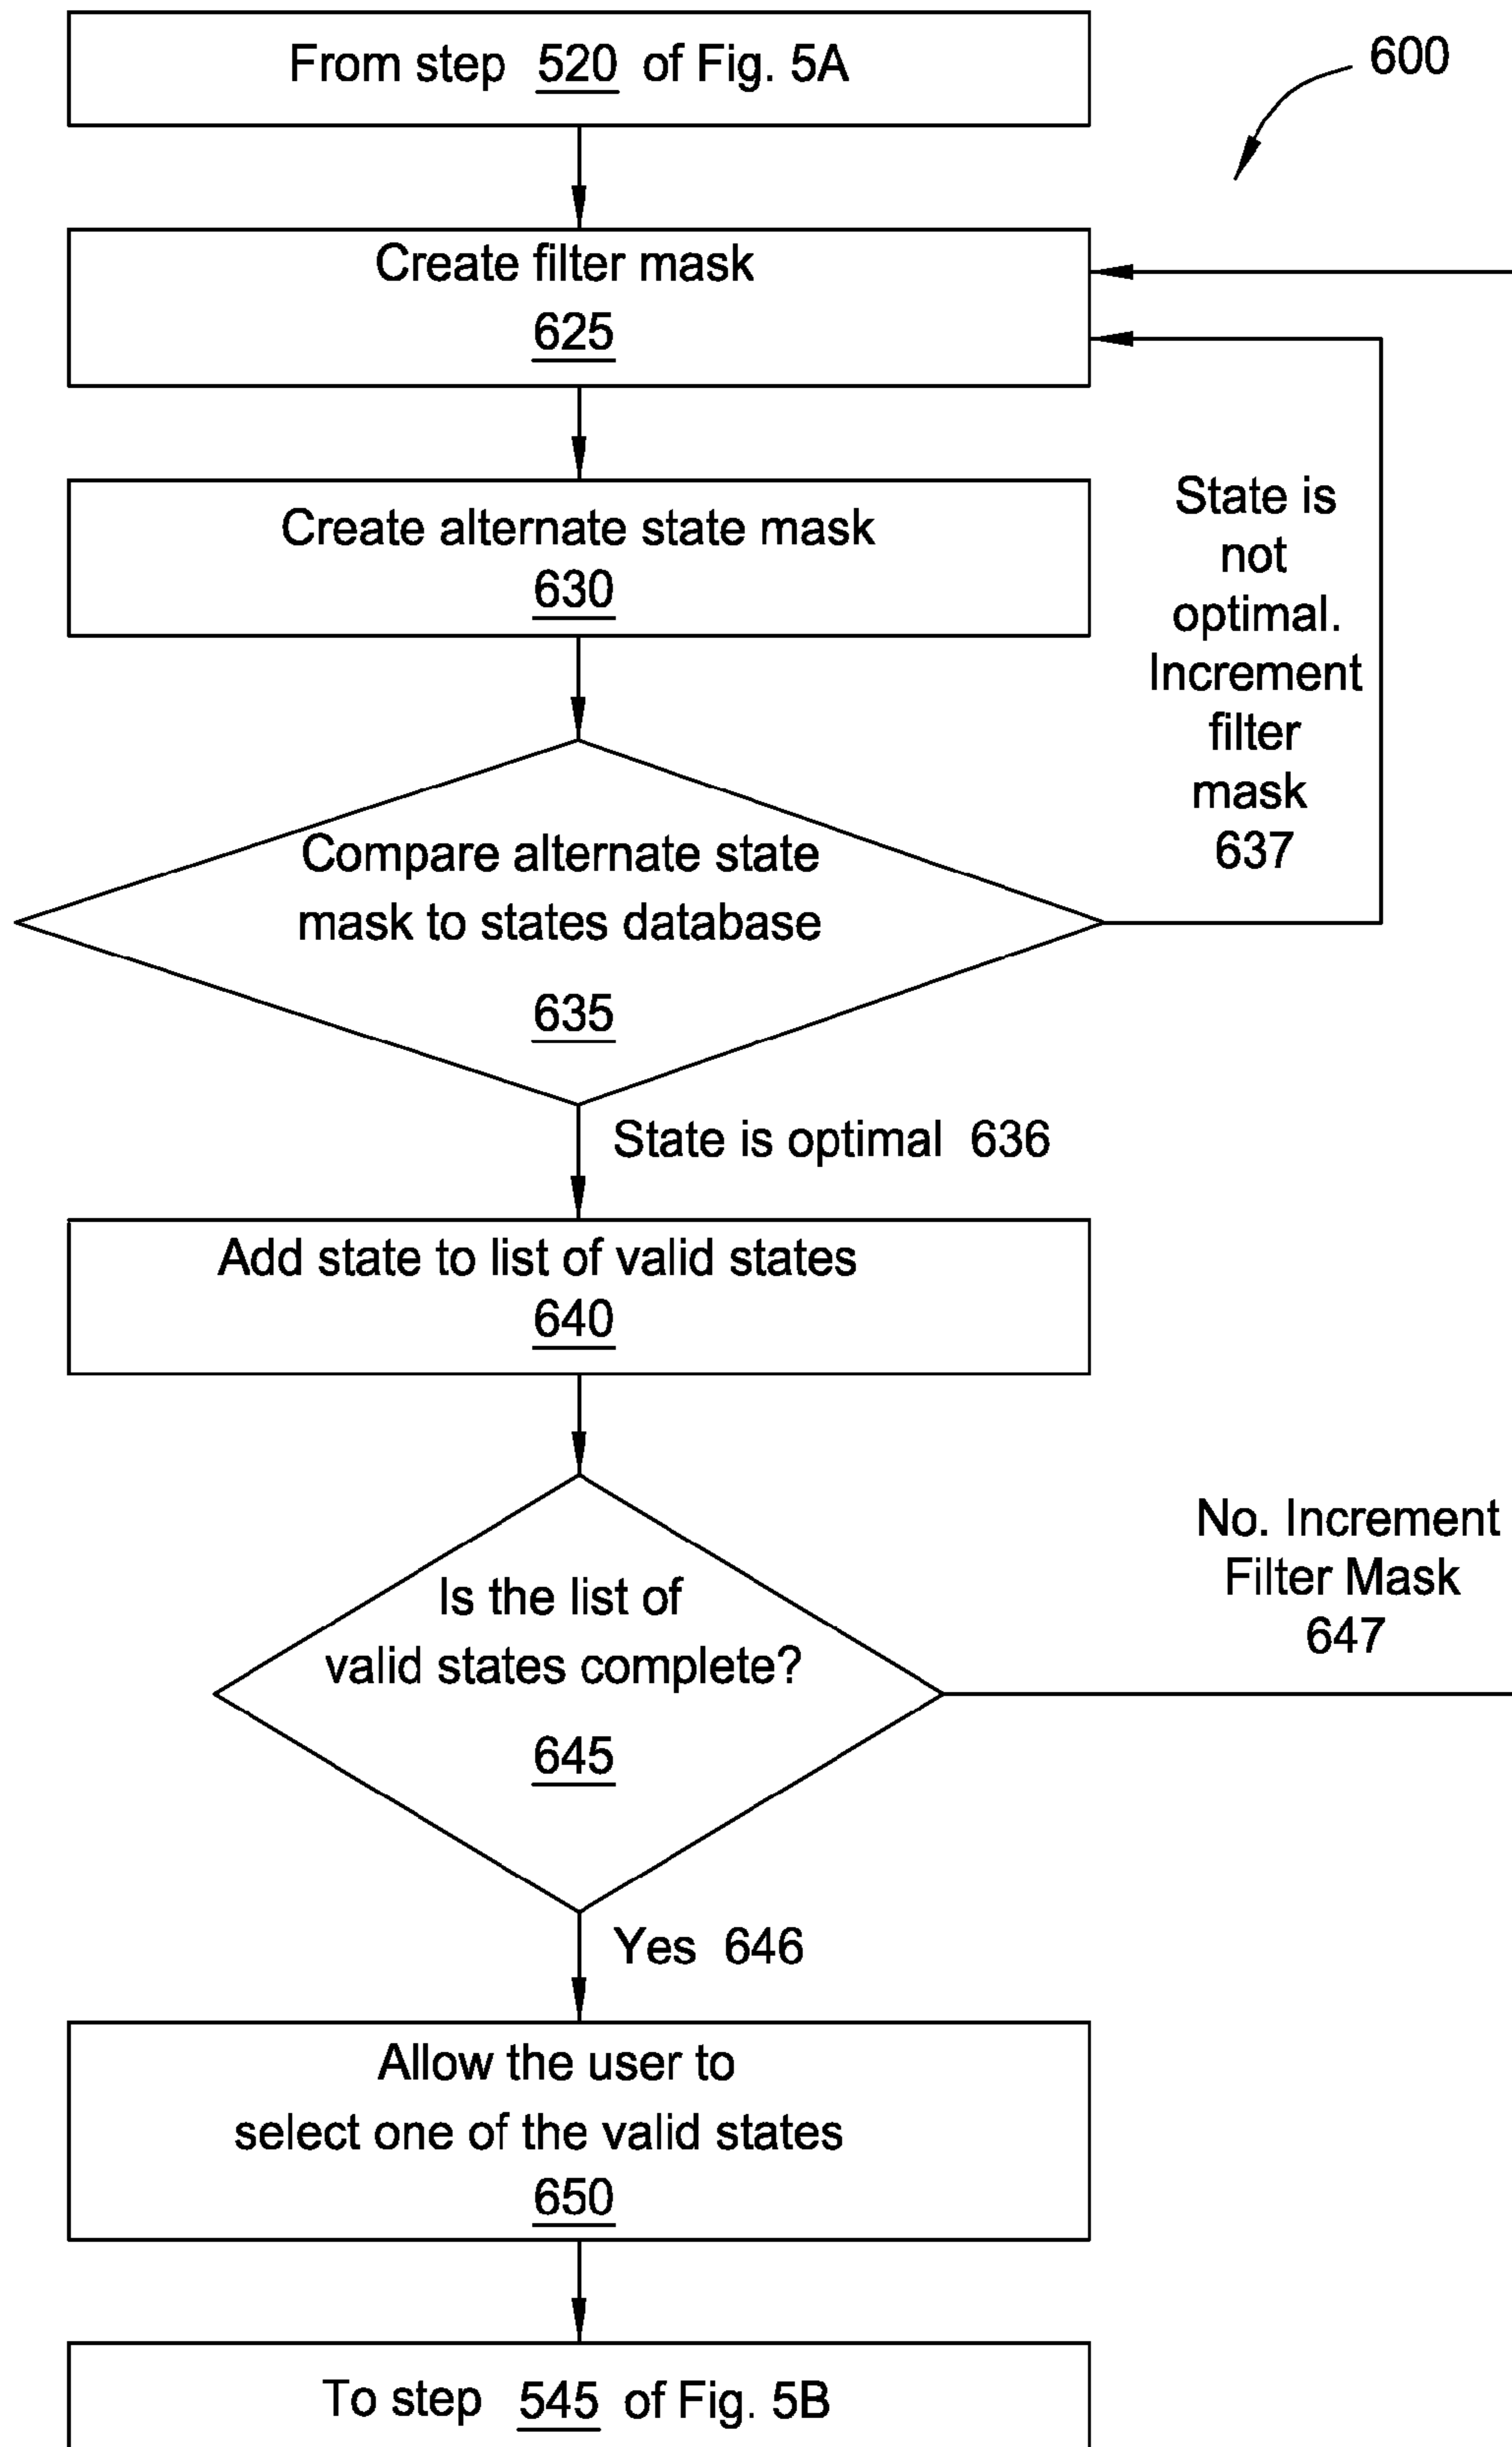 From step 520 of Fig. 5A
600
Create filter mask
625
Create alternate state mask
630
State is
not
optimal.
Increment
filter
mask
637
Compare alternate state
mask to states database
635
State is optimal 636
Add state to list of valid states
640
No. Increment
Filter Mask
647
Is the list of
valid states complete?
645
Yes 646
Allow the user to
select one of the valid states
650
To step 545 of Fig. 5B